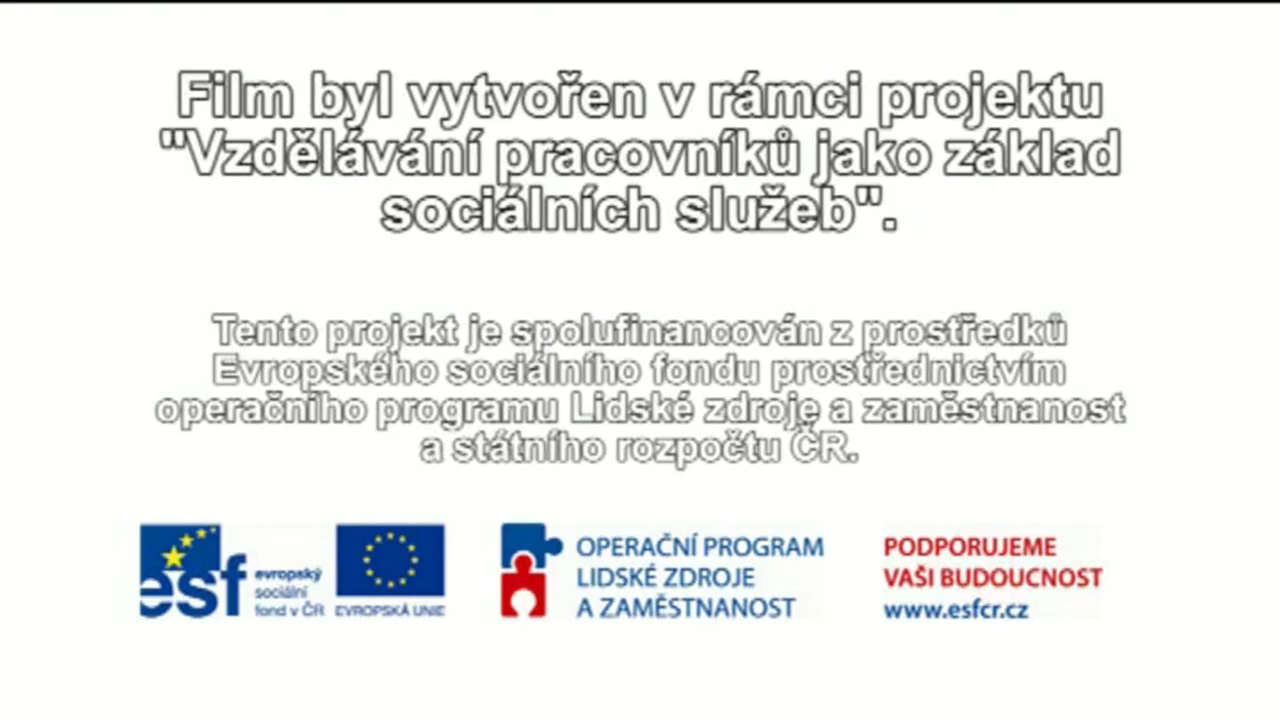 Film byl vytvořen v rámci projektu
"Vzdělávání pracovníků jako základ
sociálních služeb".
Tento projekt je spolufinancován z prostředků
Evropského sociálního fondu prostřednictvím
operačního programu Lidské zdroje a zaměstnanost
a státního rozpočtu ČR.
esf
evropský
sociální
fond v ČR
EVROPSKÁ UNIE
OPERAČNÍ PROGRAM
LIDSKÉ ZDROJE
A ZAMĚSTNANOST
PODPORUJEME
VAŠI BUDOUCNOST
www.esfcr.cz